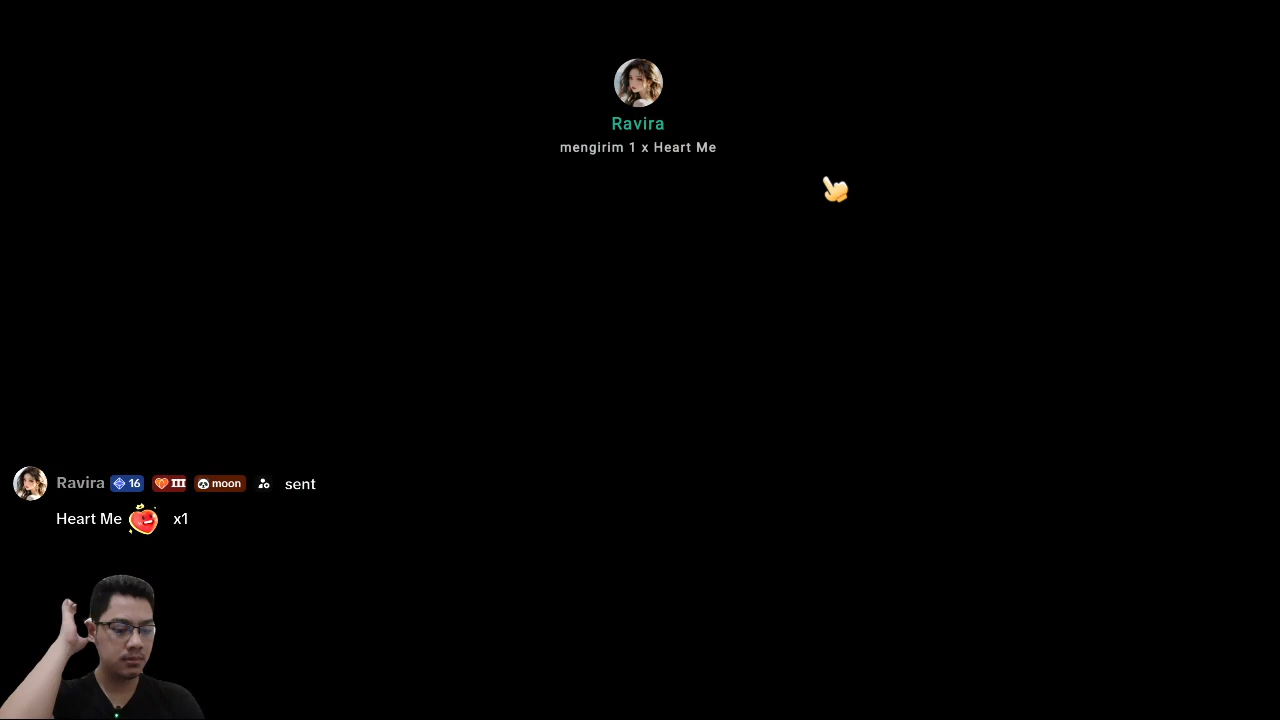 Ravira
mengirim 1 x Heart Me
Ravira 16 III moon sent
Heart Me x1